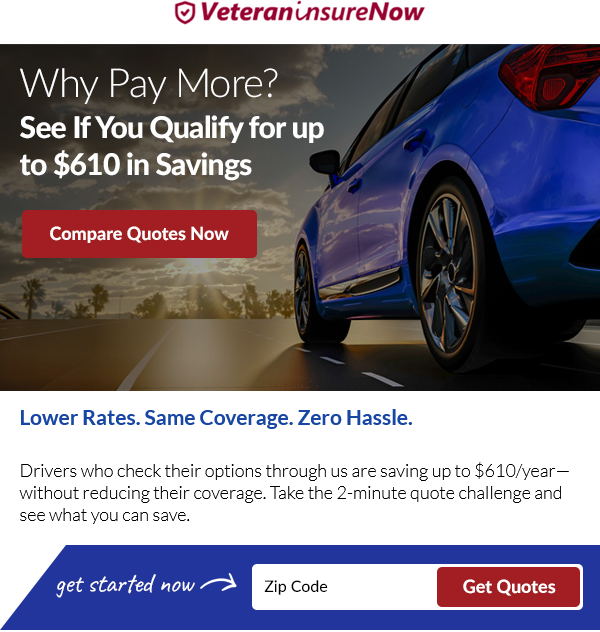 VeteraninsureNow
Why Pay More?
See If You Qualify for up
to $610 in Savings
Compare Quotes Now
Lower Rates. Same Coverage. Zero Hassle.
Drivers who check their options through us are saving up to $610/year—
without reducing their coverage. Take the 2-minute quote challenge and
see what you can save.
get started now
Zip Code
Get Quotes